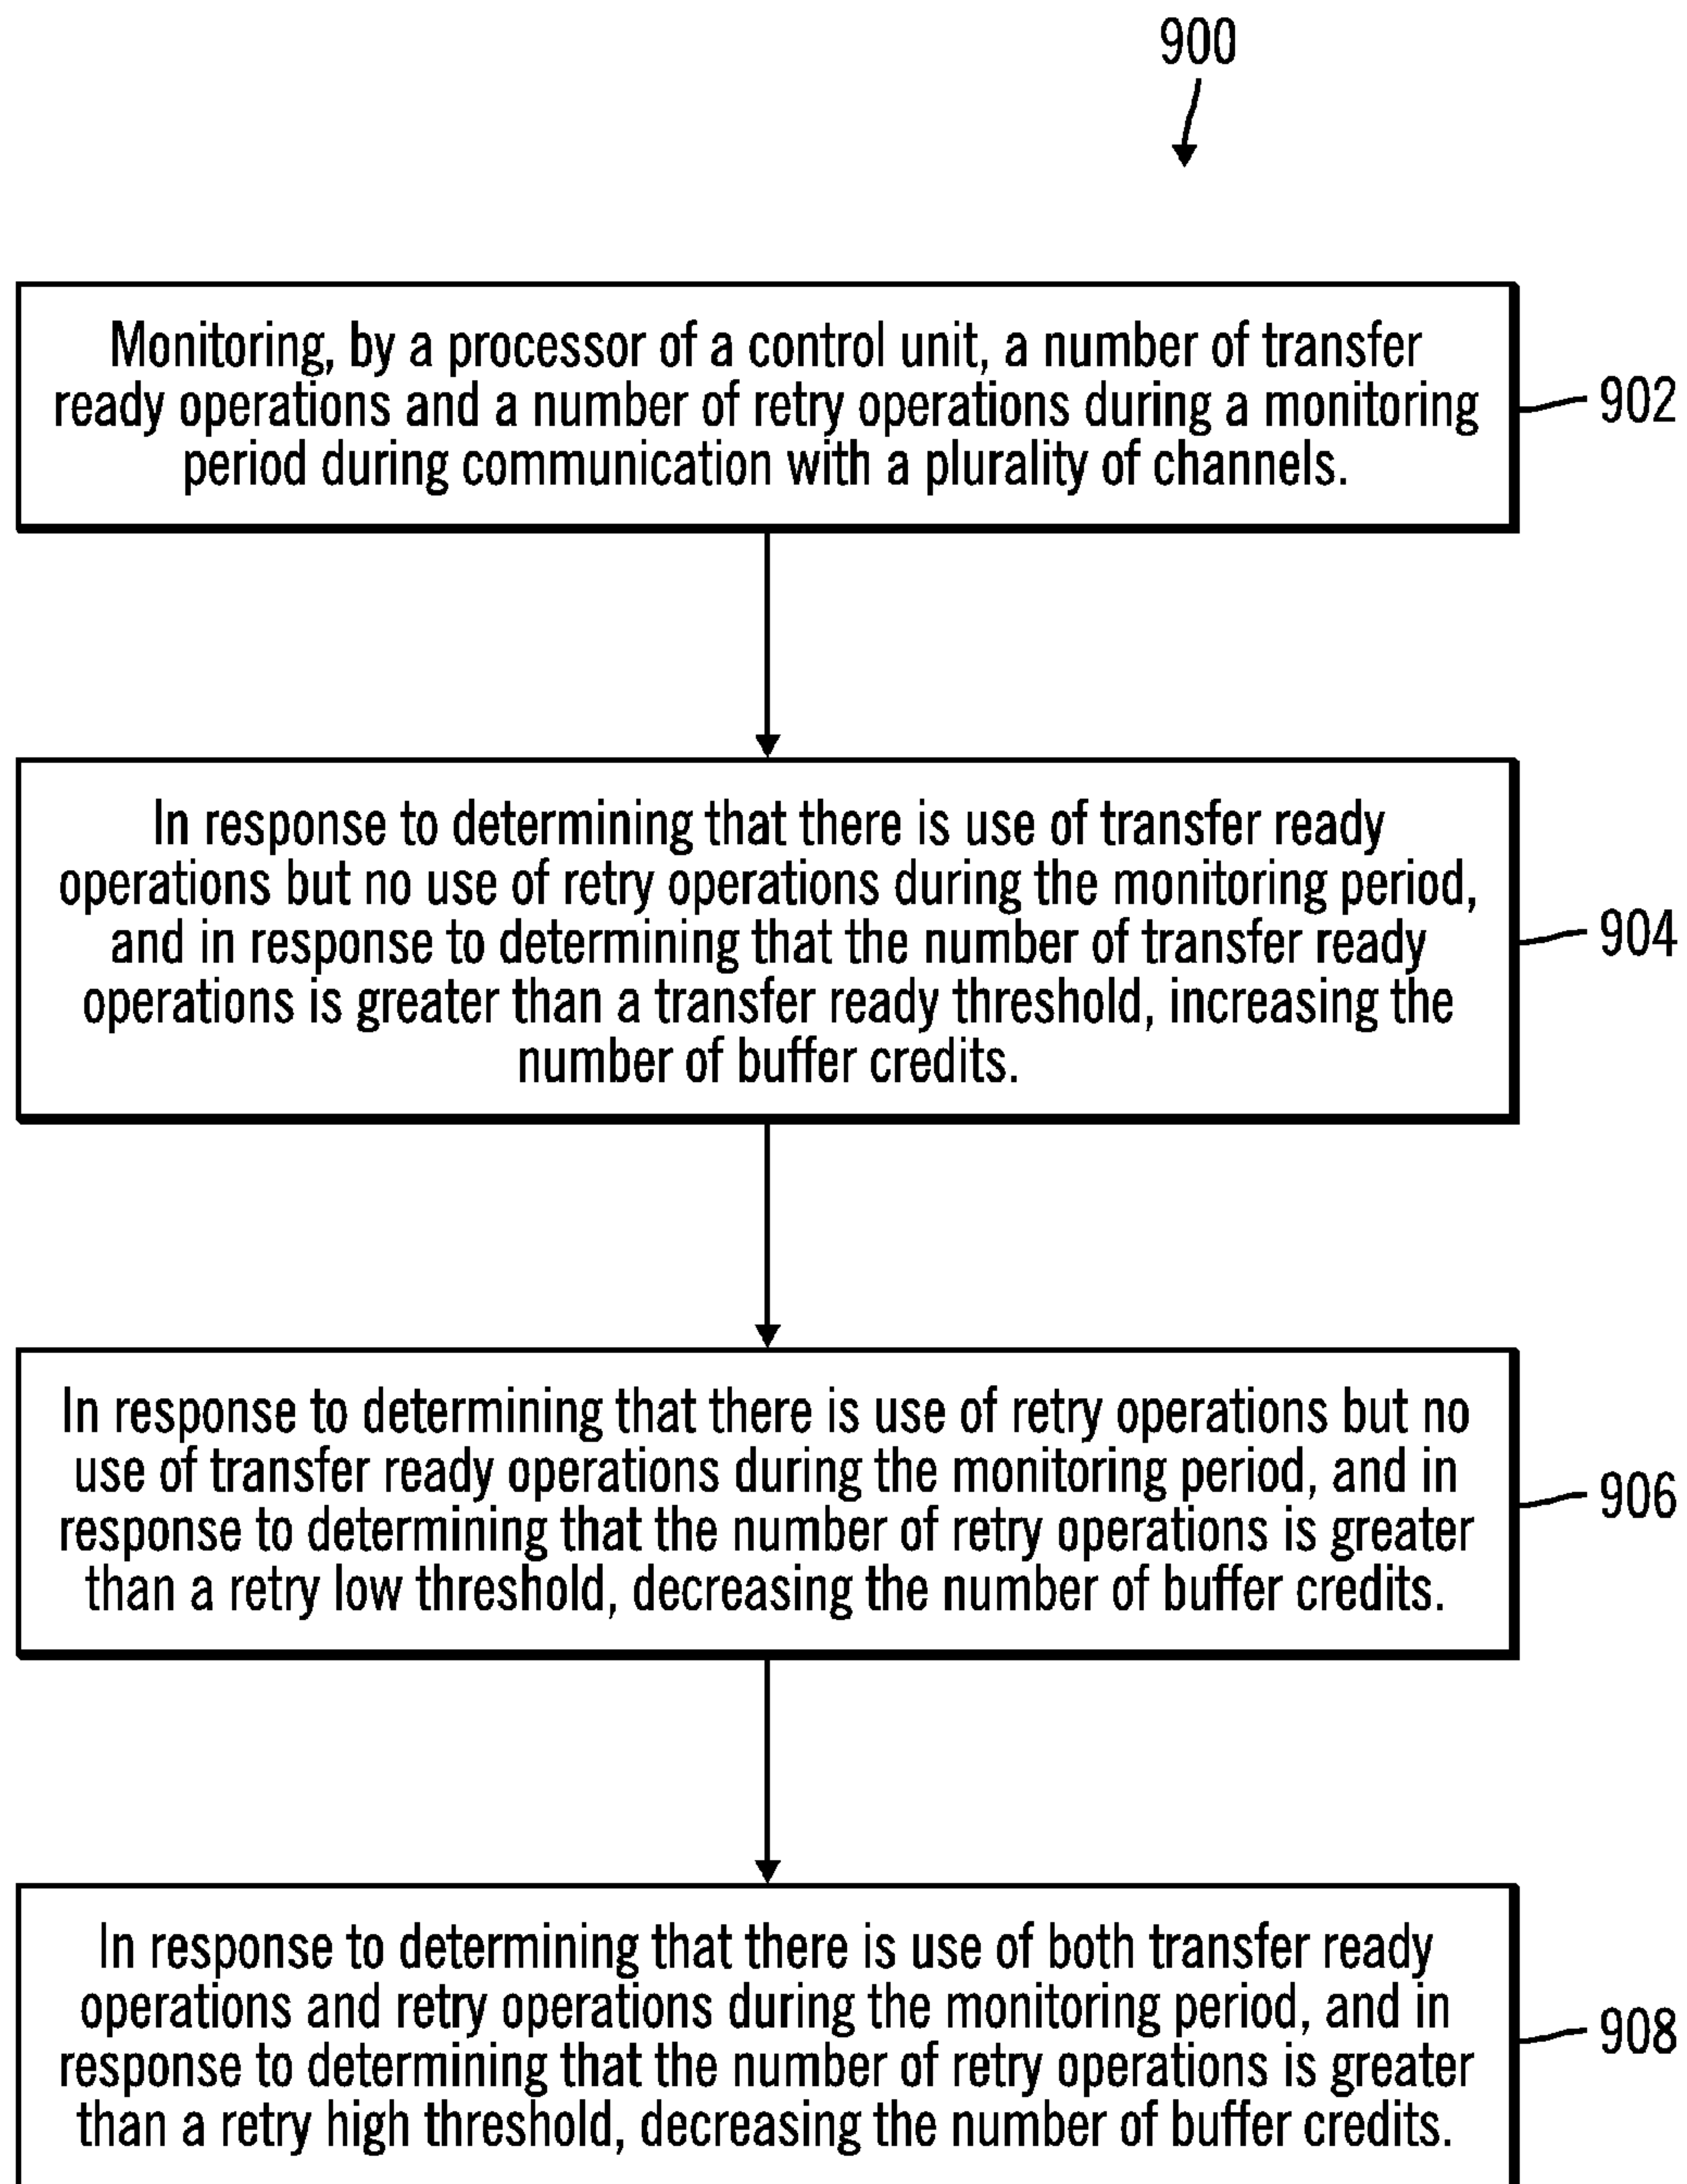 900
Monitoring, by a processor of a control unit, a number of transfer
ready operations and a number of retry operations during a monitoring
period during communication with a plurality of channels.
902
In response to determining that there is use of transfer ready
operations but no use of retry operations during the monitoring period,
and in response to determining that the number of transfer ready
operations is greater than a transfer ready threshold, increasing the
number of buffer credits.
904
In response to determining that there is use of retry operations but no
use of transfer ready operations during the monitoring period, and in
response to determining that the number of retry operations is greater
than a retry low threshold, decreasing the number of buffer credits.
906
In response to determining that there is use of both transfer ready
operations and retry operations during the monitoring period, and in
response to determining that the number of retry operations is greater
than a retry high threshold, decreasing the number of buffer credits.
908